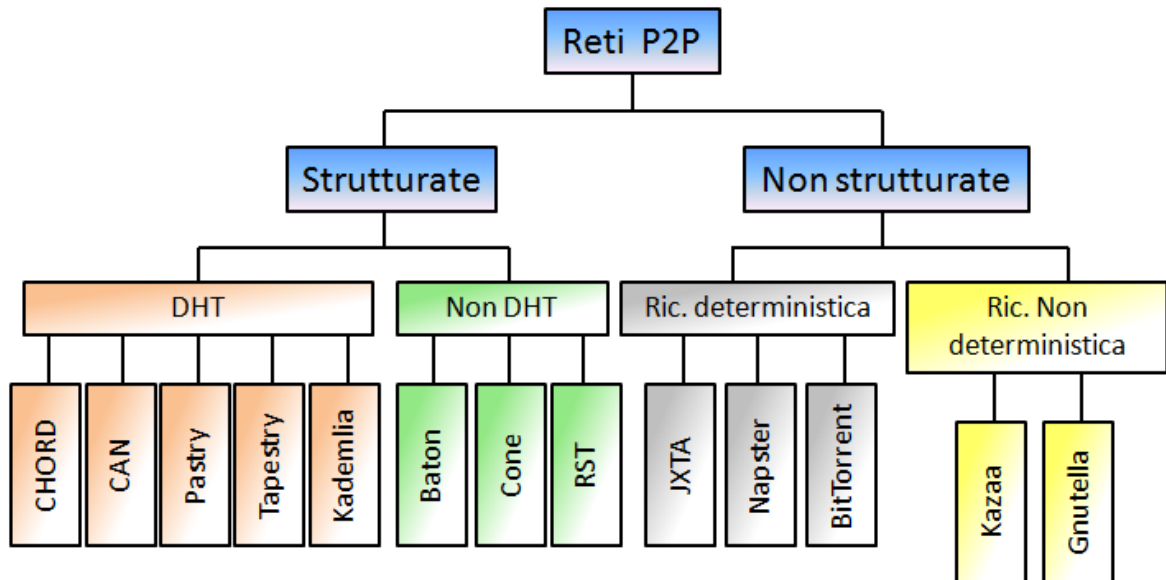 Reti P2P
Strutturate
Non strutturate
DHT
Non DHT
Ric. deterministica
Ric. Non
deterministica
CHORD
CAN
Pastry
Tapestry
Kademlia
Baton
Cone
RST
JXTA
Napster
BitTorrent
Kazaa
Gnutella